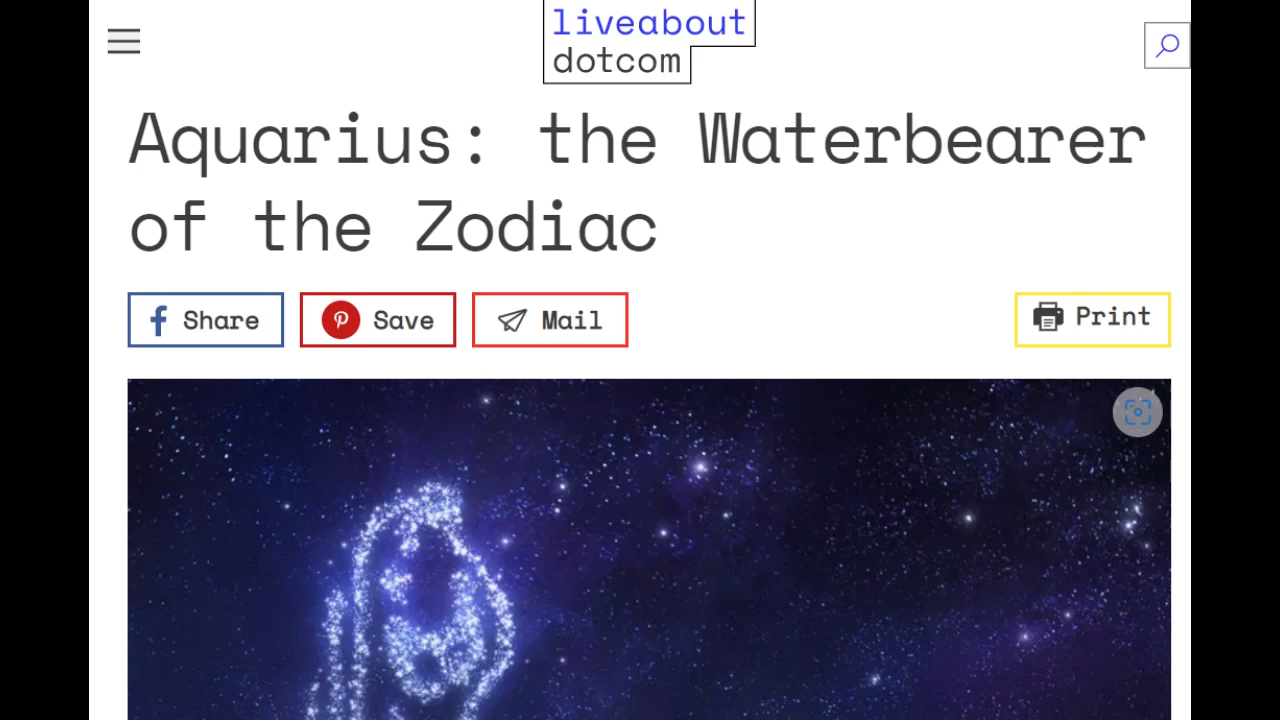 liveabout
dotcom
Aquarius: the Waterbearer
of the Zodiac
Share
Save
Mail
Print